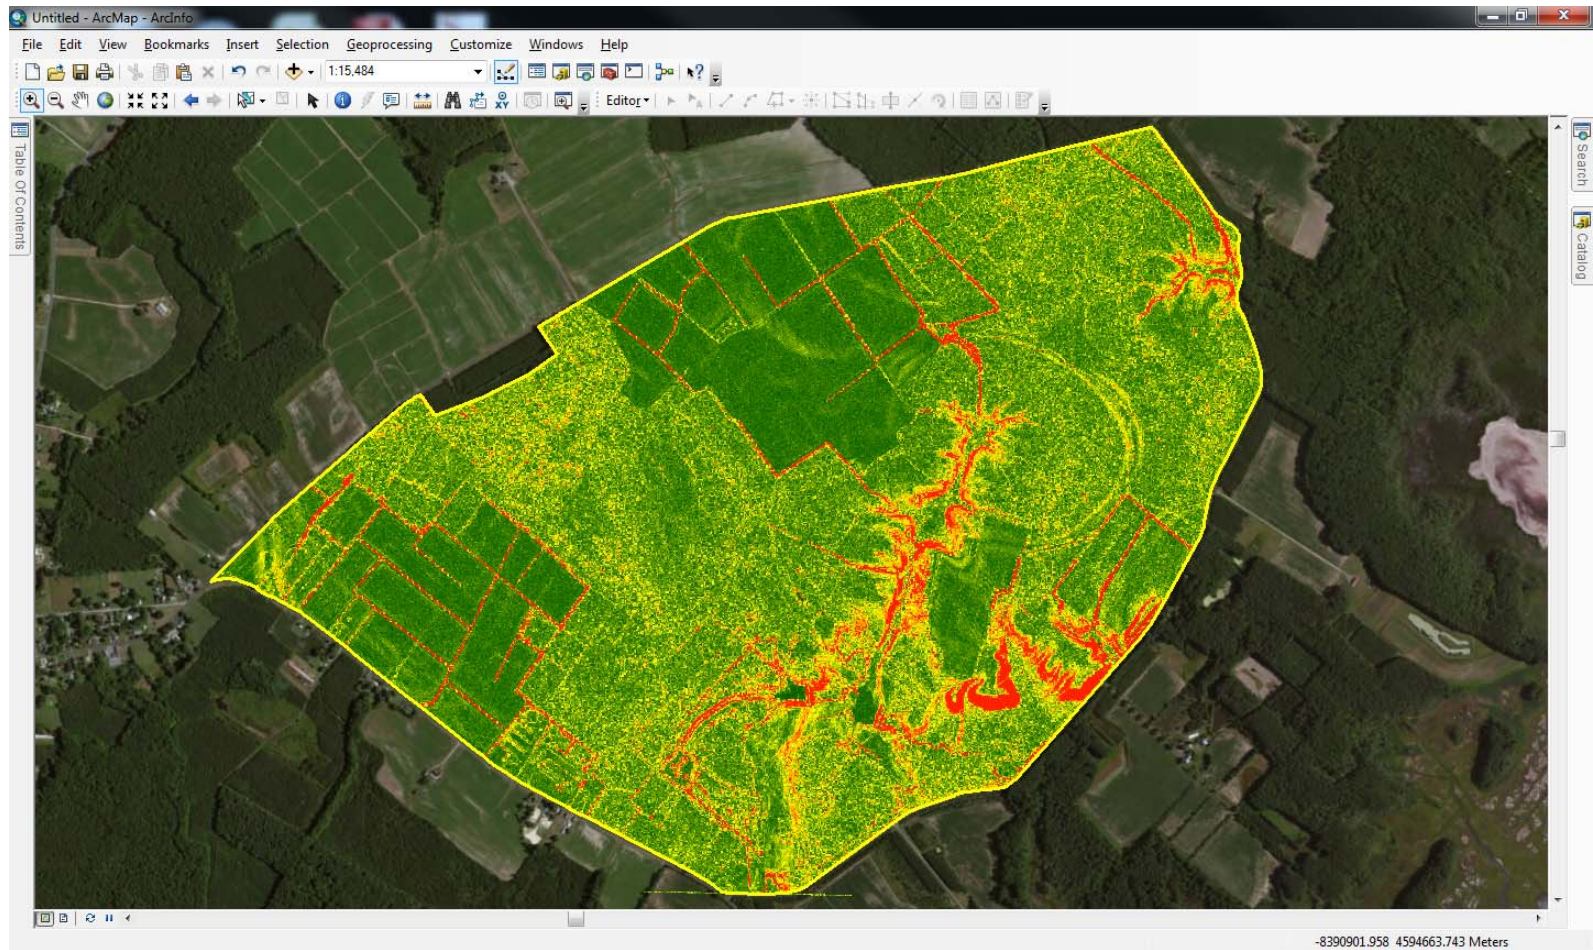 Untitled - ArcMap - ArcInfo
File Edit View Bookmarks Insert Selection Geoprocessing Customize Windows Help
1:15,484
XY
Editor
Table Of Contents
Search
Catalog
-8390901.958 4594663.743 Meters